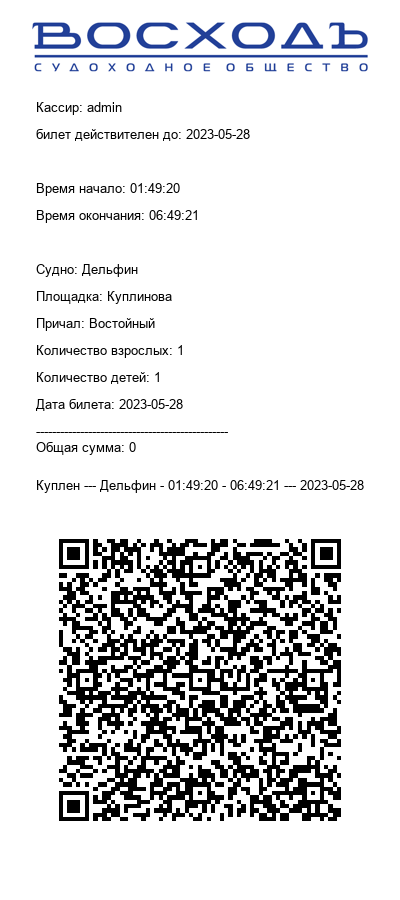 ВОСХОДЪ
СУДОХОДНОЕ ОБЩЕСТВО
Кассир: admin
билет действителен до: 2023-05-28
Время начало: 01:49:20
Время окончания: 06:49:21
Судно: Дельфин
Площадка: Куплинова
Причал: Востойный
Количество взрослых: 1
Количество детей: 1
Дата билета: 2023-05-28
------------------------------------------------
Общая сумма: 0
Куплен --- Дельфин - 01:49:20 - 06:49:21 --- 2023-05-28